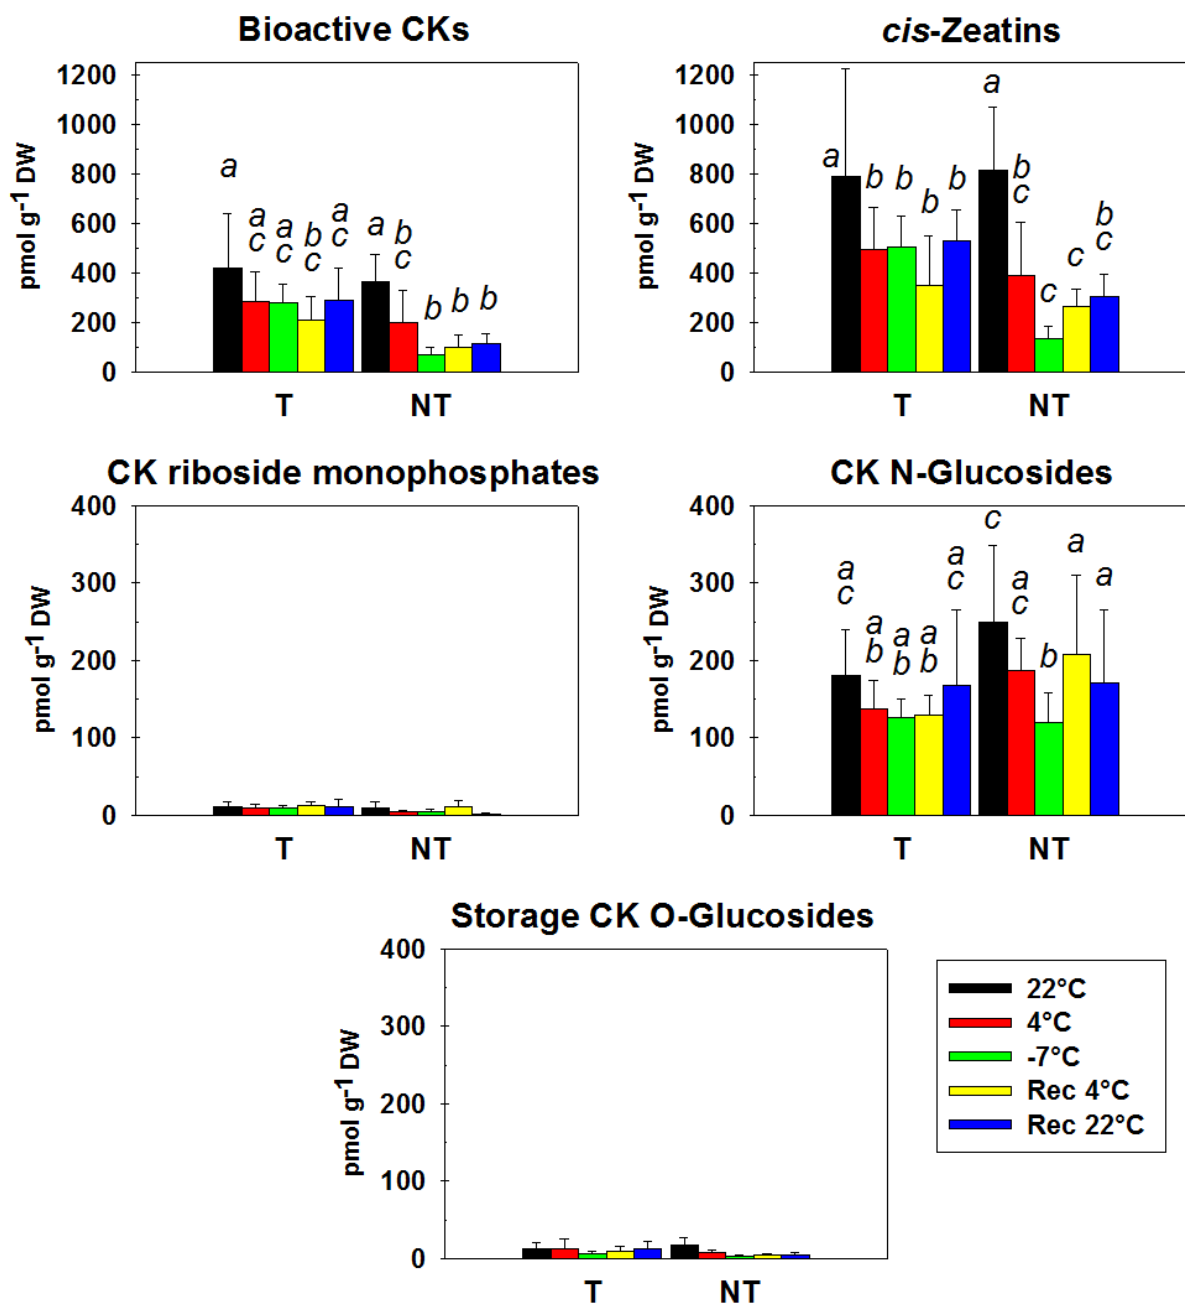 Bioactive CKs
pmol g-1 DW
1200
1000
800
600
400
200
0
a
a
c
a
c
b
c
a
c
a
b
c
b
b
b
T NT
cis-Zeatins
pmol g-1 DW
1200
1000
800
600
400
200
0
a
b
b
b
b
a
b
c
c
c
b
c
T NT
CK riboside monophosphates
pmol g-1 DW
400
300
200
100
0
T NT
CK N-Glucosides
pmol g-1 DW
400
300
200
100
0
a
c
a
b
a
b
a
b
a
c
c
a
c
b
a
a
T NT
Storage CK O-Glucosides
pmol g-1 DW
400
300
200
100
0
T NT
22°C
4°C
-7°C
Rec 4°C
Rec 22°C